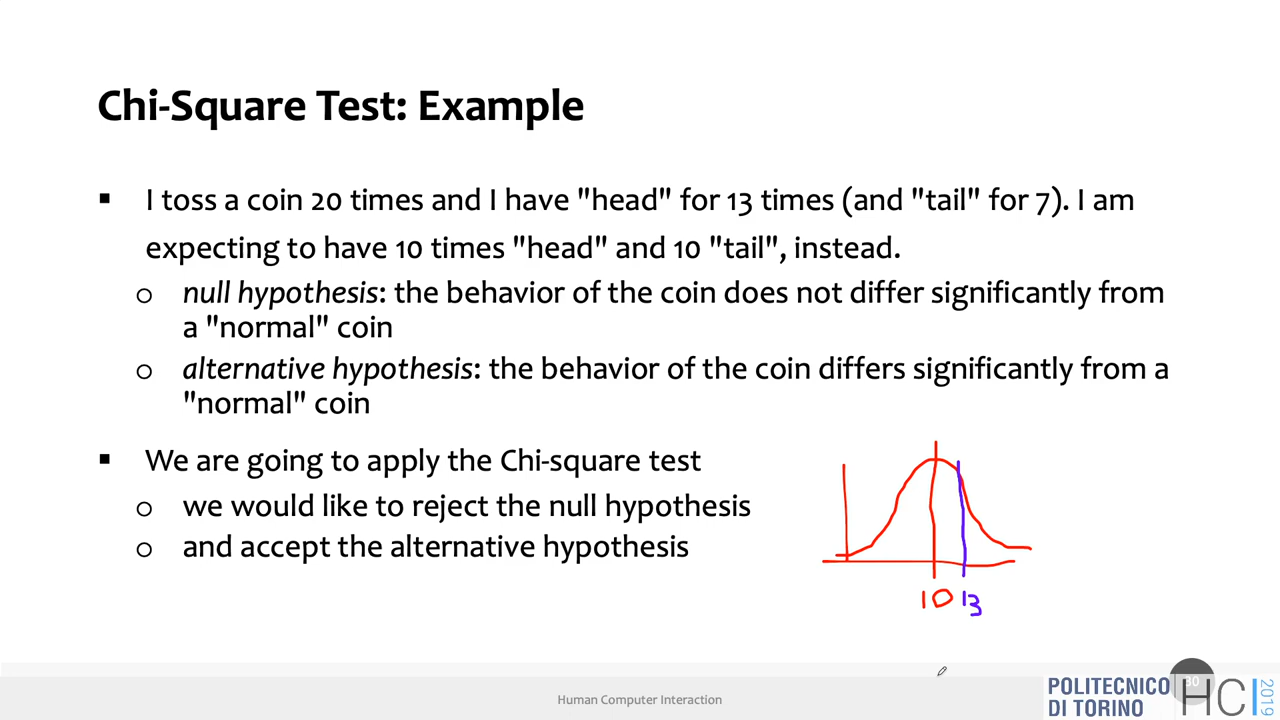 Chi-Square Test: Example
▪ I toss a coin 20 times and I have "head" for 13 times (and "tail" for 7). I am
expecting to have 10 times "head" and 10 "tail", instead.
o null hypothesis: the behavior of the coin does not differ significantly from
a "normal" coin
o alternative hypothesis: the behavior of the coin differs significantly from a
"normal" coin
▪ We are going to apply the Chi-square test
o we would like to reject the null hypothesis
o and accept the alternative hypothesis
10 13
Human Computer Interaction
POLITECNICO
DI TORINO
HCI
2019
30